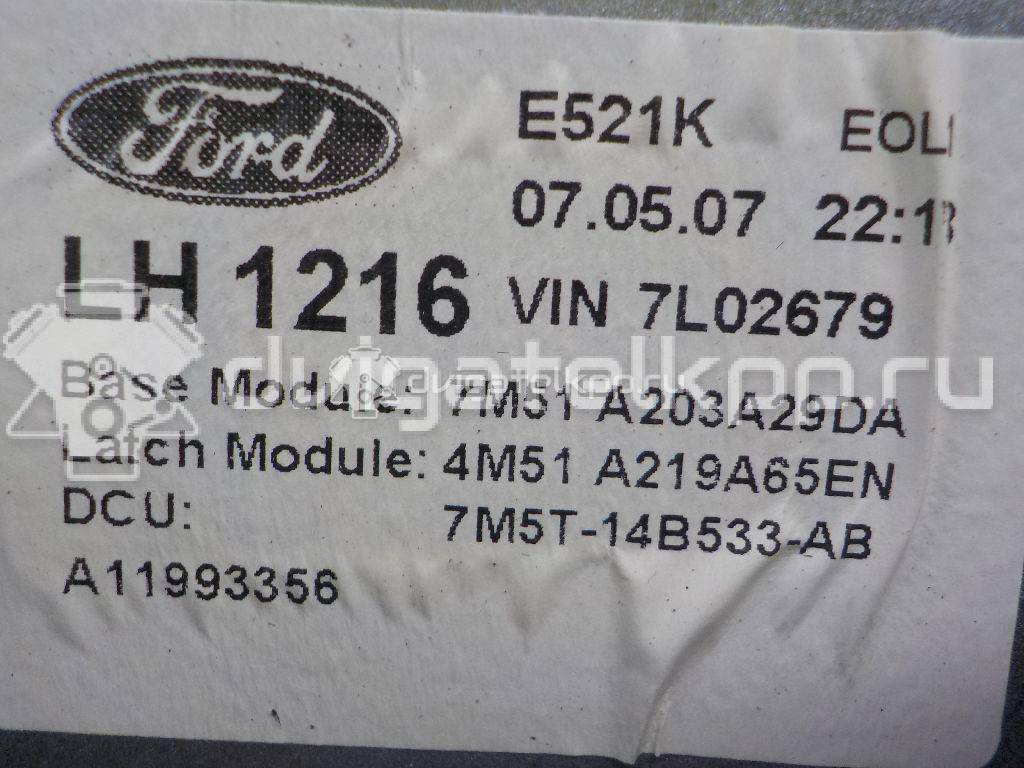 Ford
E521K EOL
07.05.07 22:1
LH 1216 VIN 7L02679
dvigatelkon.ru
Base Module: 7M51 A203A29DA
Latch Module: 4M51 A219A65EN
DCU: 7M5T-14B533-AB
A11993356